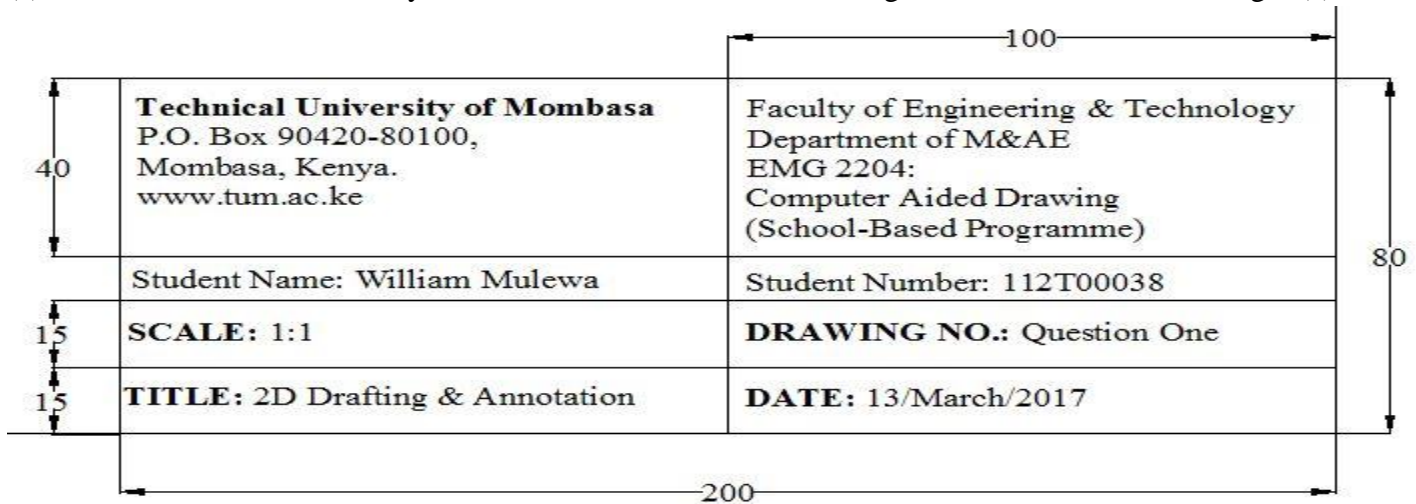 100
Technical University of Mombasa
P.O. Box 90420-80100,
Mombasa, Kenya.
www.tum.ac.ke
Faculty of Engineering & Technology
Department of M&AE
EMG 2204:
Computer Aided Drawing
(School-Based Programme)
40
80
Student Name: William Mulewa
Student Number: 112T00038
15
SCALE: 1:1
DRAWING NO.: Question One
15
TITLE: 2D Drafting & Annotation
DATE: 13/March/2017
200